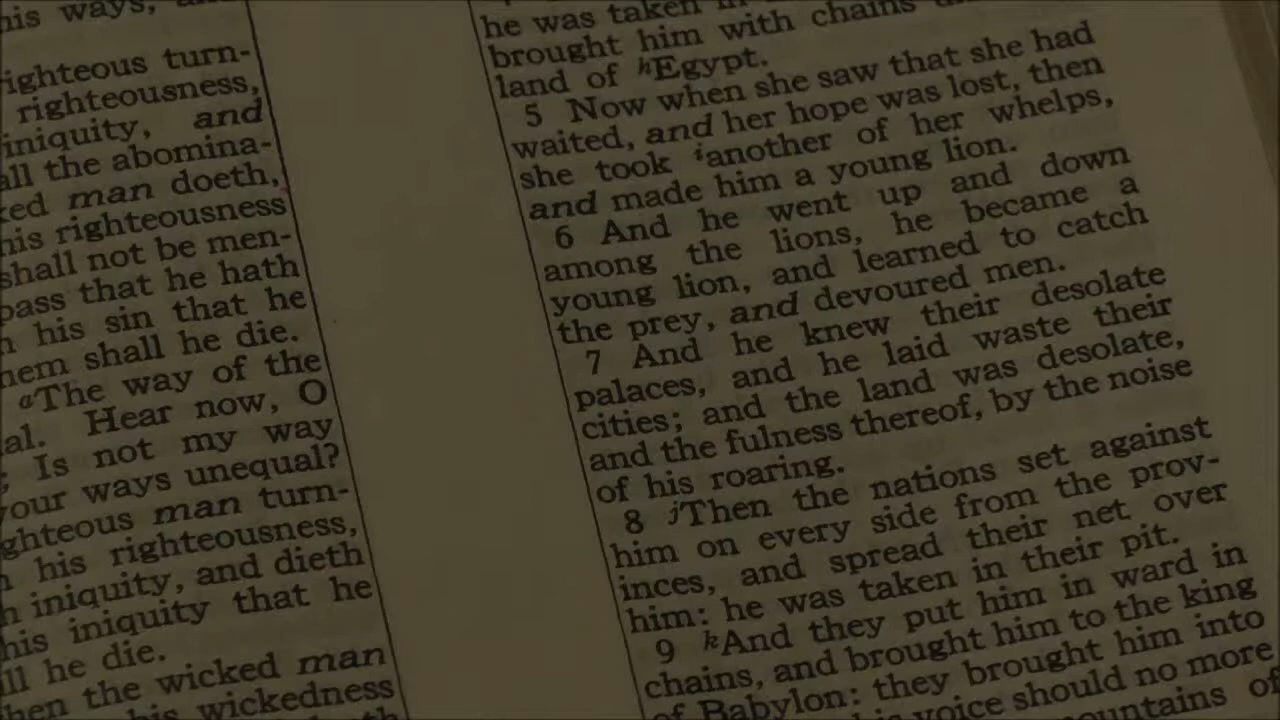 his ways,
ighteous turn-
righteousness,
iniquity, and
all the abomina-
ked man doeth,
his righteousness
shall not be men-
pass that he hath
his sin that he
hem shall he die.
aThe way of the
al. Hear now, O
; Is not my way
your ways unequal?
ghteous man turn-
his righteousness,
iniquity, and dieth
his iniquity that he
ll he die.
hen the wicked man
his wickedness
he was taken in
brought him with chains
land of hEgypt.
5 Now when she saw that she had
waited, and her hope was lost, then
she took ianother of her whelps,
and made him a young lion.
6 And he went up and down
among the lions, he became a
young lion, and learned to catch
the prey, and devoured men.
7 And he knew their desolate
palaces, and he laid waste their
cities; and the land was desolate,
and the fulness thereof, by the noise
of his roaring.
8 jThen the nations set against
him on every side from the prov-
inces, and spread their net over
him: he was taken in their pit.
9 kAnd they put him in ward in
chains, and brought him to the king
of Babylon: they brought him into
voice should no more
mountains of